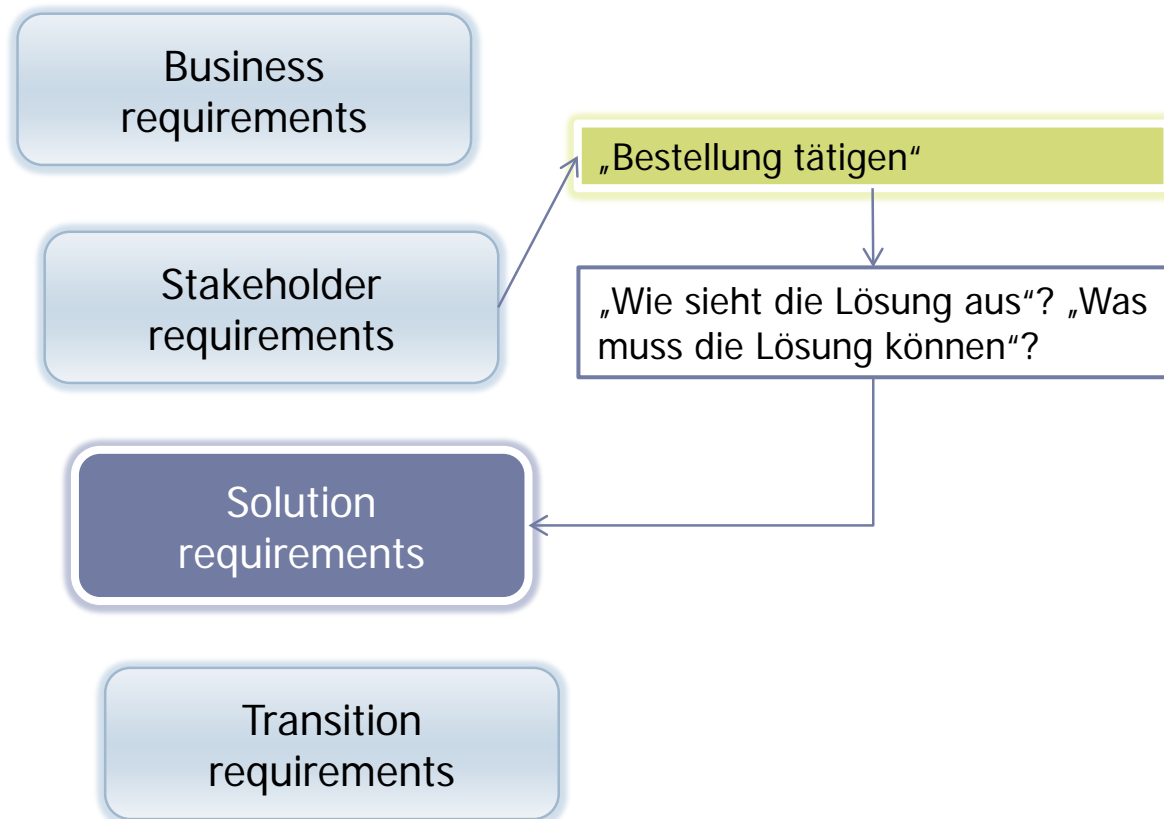 Business
requirements
„Bestellung tätigen“
Stakeholder
requirements
„Wie sieht die Lösung aus“? „Was
muss die Lösung können“?
Solution
requirements
Transition
requirements